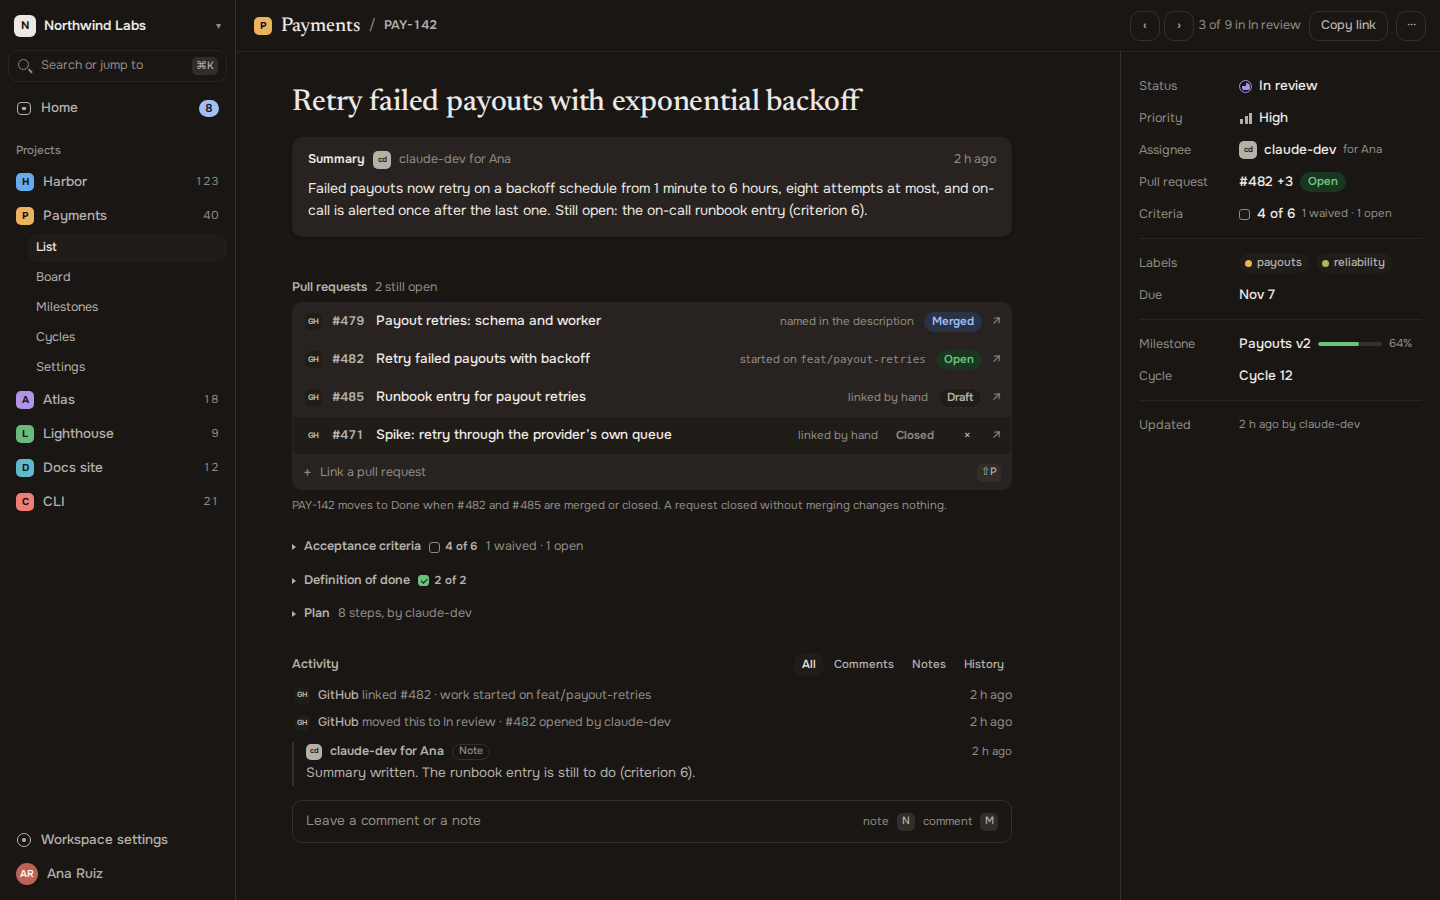 N Northwind Labs
Search or jump to ⌘K
Home 8
Projects
H Harbor 123
P Payments 40
List
Board
Milestones
Cycles
Settings
A Atlas 18
L Lighthouse 9
D Docs site 12
C CLI 21
Workspace settings
AR Ana Ruiz
P Payments / PAY-142
3 of 9 in In review Copy link
Retry failed payouts with exponential backoff
Summary cd claude-dev for Ana 2 h ago
Failed payouts now retry on a backoff schedule from 1 minute to 6 hours, eight attempts at most, and on-
call is alerted once after the last one. Still open: the on-call runbook entry (criterion 6).
Pull requests 2 still open
GH #479 Payout retries: schema and worker named in the description Merged
GH #482 Retry failed payouts with backoff started on feat/payout-retries Open
GH #485 Runbook entry for payout retries linked by hand Draft
GH #471 Spike: retry through the provider's own queue linked by hand Closed ×
+ Link a pull request ⇧P
PAY-142 moves to Done when #482 and #485 are merged or closed. A request closed without merging changes nothing.
Acceptance criteria 4 of 6 1 waived · 1 open
Definition of done 2 of 2
Plan 8 steps, by claude-dev
Activity All Comments Notes History
GH GitHub linked #482 · work started on feat/payout-retries 2 h ago
GH GitHub moved this to In review · #482 opened by claude-dev 2 h ago
cd claude-dev for Ana Note 2 h ago
Summary written. The runbook entry is still to do (criterion 6).
Leave a comment or a note note N comment M
Status In review
Priority High
Assignee cd claude-dev for Ana
Pull request #482 +3 Open
Criteria 4 of 6 1 waived · 1 open
Labels payouts reliability
Due Nov 7
Milestone Payouts v2 64%
Cycle Cycle 12
Updated 2 h ago by claude-dev